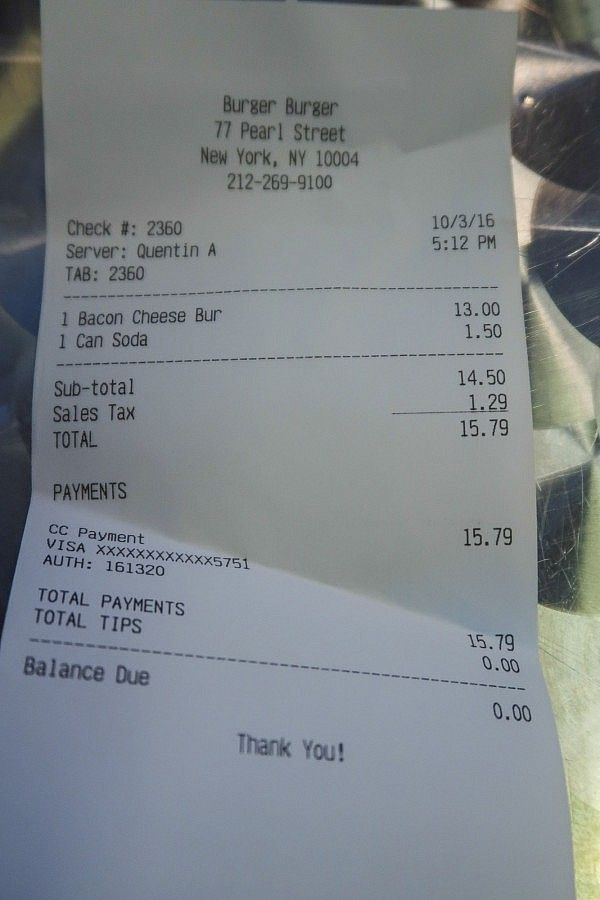 Burger Burger
77 Pearl Street
New York, NY 10004
212-269-9100
Check #: 2360 10/3/16
Server: Quentin A 5:12 PM
TAB: 2360
1 Bacon Cheese Bur 13.00
1 Can Soda 1.50
Sub-total 14.50
Sales Tax 1.29
TOTAL 15.79
PAYMENTS
CC Payment 15.79
VISA XXXXXXXXXXXX5751
AUTH: 161320
TOTAL PAYMENTS 15.79
TOTAL TIPS 0.00
Balance Due 0.00
Thank You!